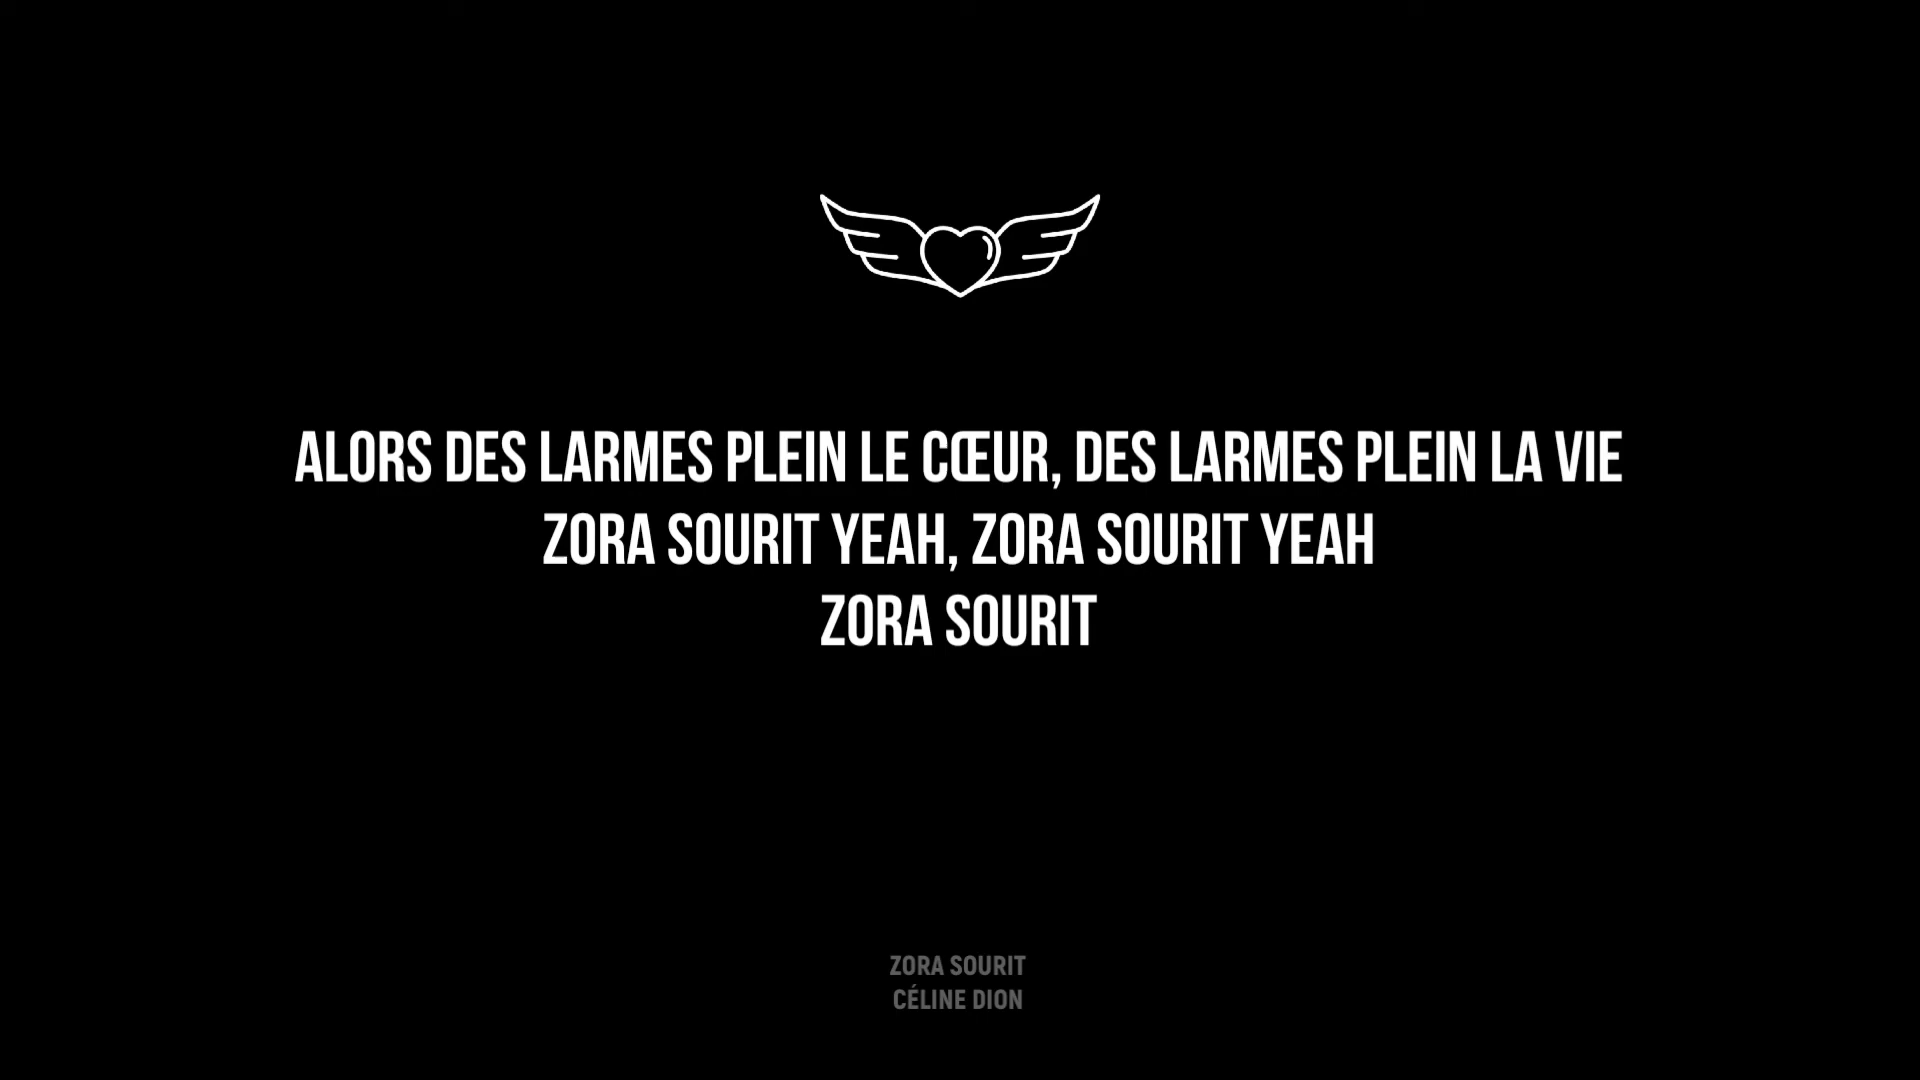 ALORS DES LARMES PLEIN LE CŒUR, DES LARMES PLEIN LA VIE
ZORA SOURIT YEAH, ZORA SOURIT YEAH
ZORA SOURIT
ZORA SOURIT
CÉLINE DION